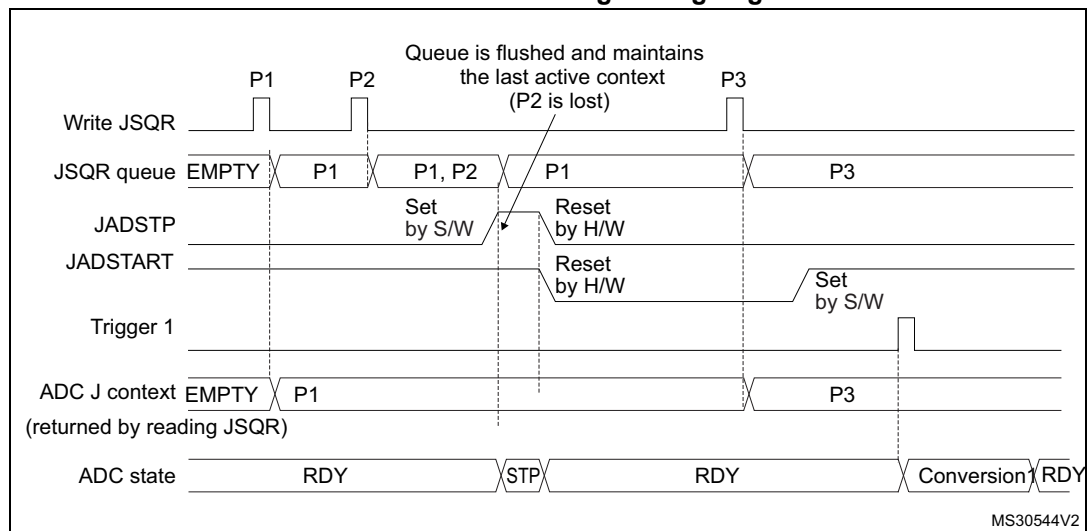 Queue is flushed and maintains
the last active context
(P2 is lost)
P1 P2 P3
Write JSQR
JSQR queue EMPTY P1 P1, P2 P1 P3
Set
by S/W
Reset
by H/W
JADSTP
JADSTART
Reset
by H/W
Set
by S/W
Trigger 1
ADC J context EMPTY P1 P3
(returned by reading JSQR)
ADC state RDY STP RDY Conversion1 RDY
MS30544V2